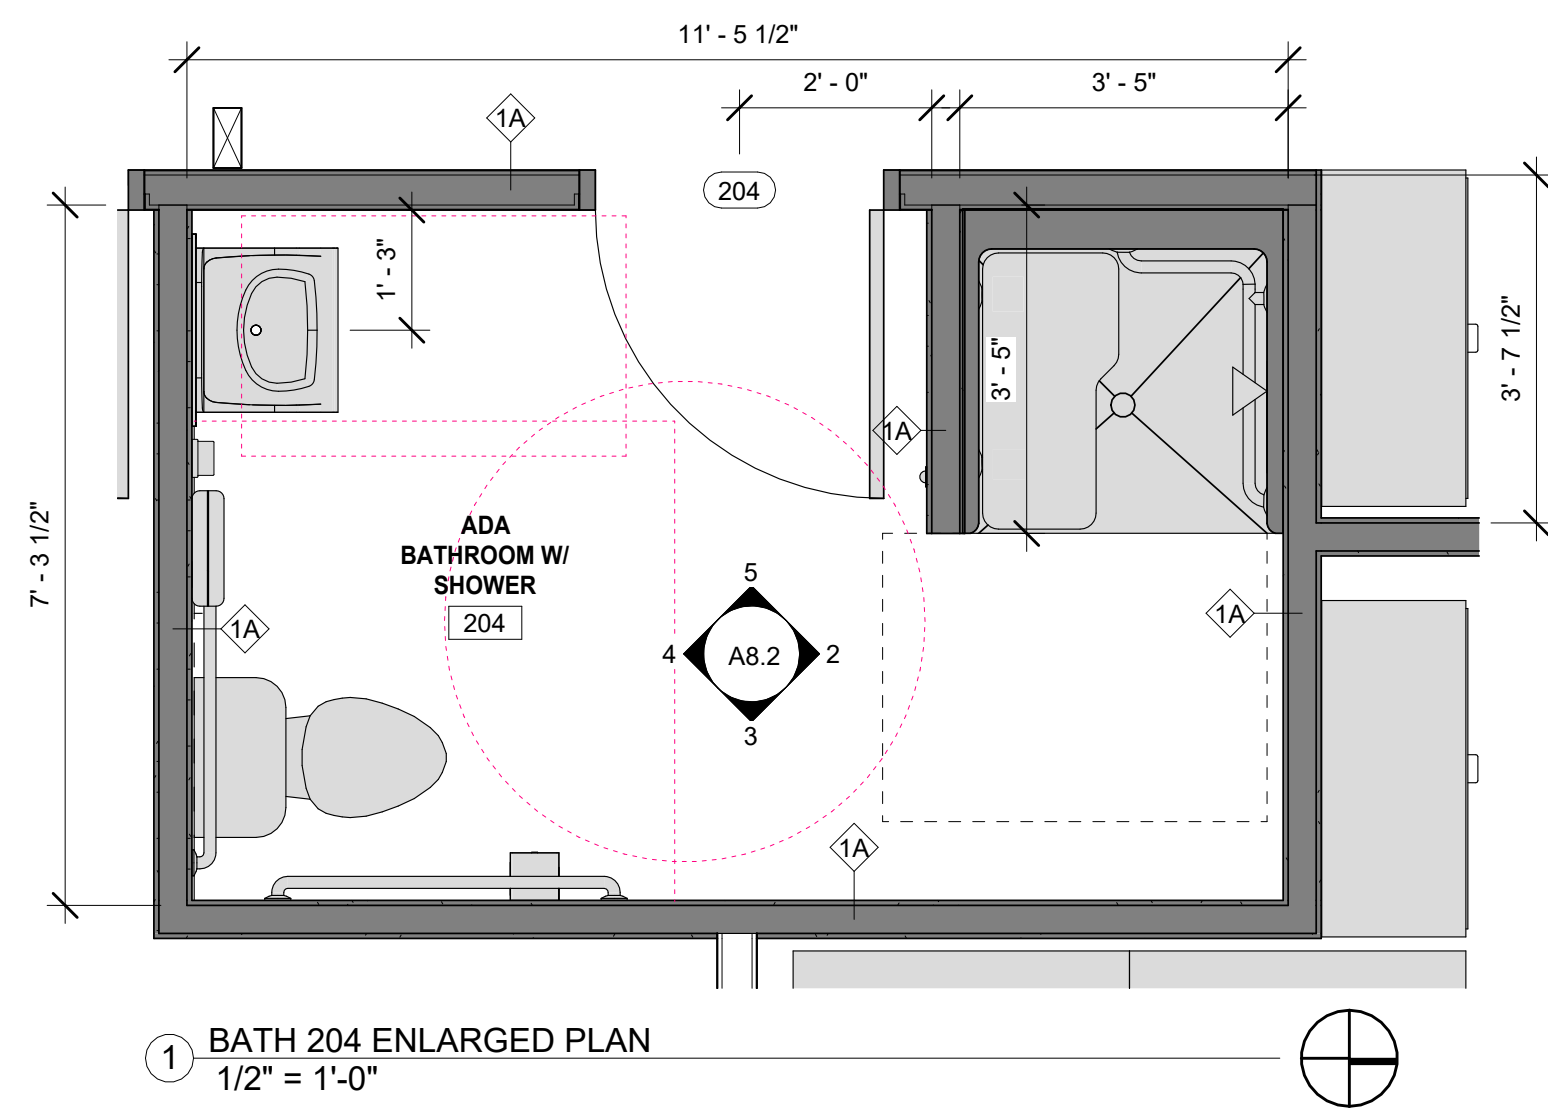 11' - 5 1/2"
2' - 0"
3' - 5"
1A
204
1' - 3"
3' - 5"
3' - 7 1/2"
1A
7' - 3 1/2"
ADA
BATHROOM W/
SHOWER
204
5
4
A8.2
2
3
1A
1A
1A
1
BATH 204 ENLARGED PLAN
1/2" = 1'-0"